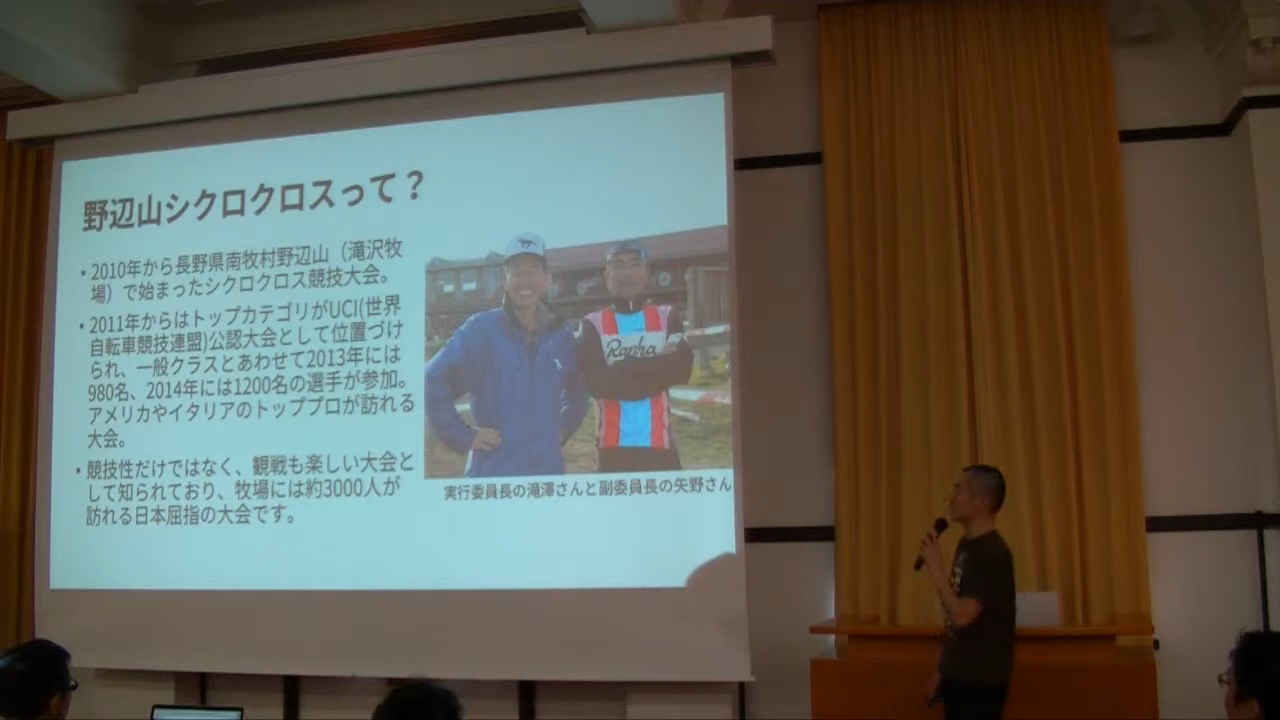 野辺山シクロクロスって？
・2010年から長野県南牧村野辺山（滝沢牧
場）で始まったシクロクロス競技大会。
・2011年からはトップカテゴリがUCI(世界
自転車競技連盟)公認大会として位置づけ
られ、一般クラスとあわせて2013年には
980名、2014年には1200名の選手が参加。
アメリカやイタリアのトッププロが訪れる
大会。
・競技性だけではなく、観戦も楽しい大会と
して知られており、牧場には約3000人が
訪れる日本屈指の大会です。
Rapha
実行委員長の滝澤さんと副委員長の矢野さん